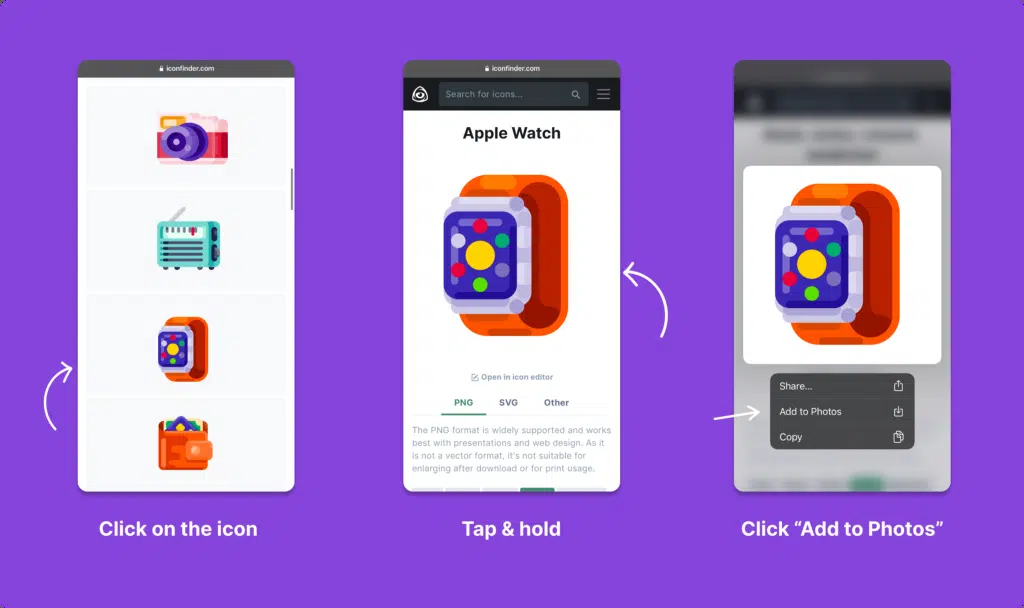 iconfinder.com
Click on the icon
iconfinder.com
Search for icons...
Apple Watch
Open in icon editor
PNG SVG Other
The PNG format is widely supported and works
best with presentations and web design. As it
is not a vector format, it's not suitable for
enlarging after download or for print usage.
Tap & hold
Share...
Add to Photos
Copy
Click “Add to Photos”